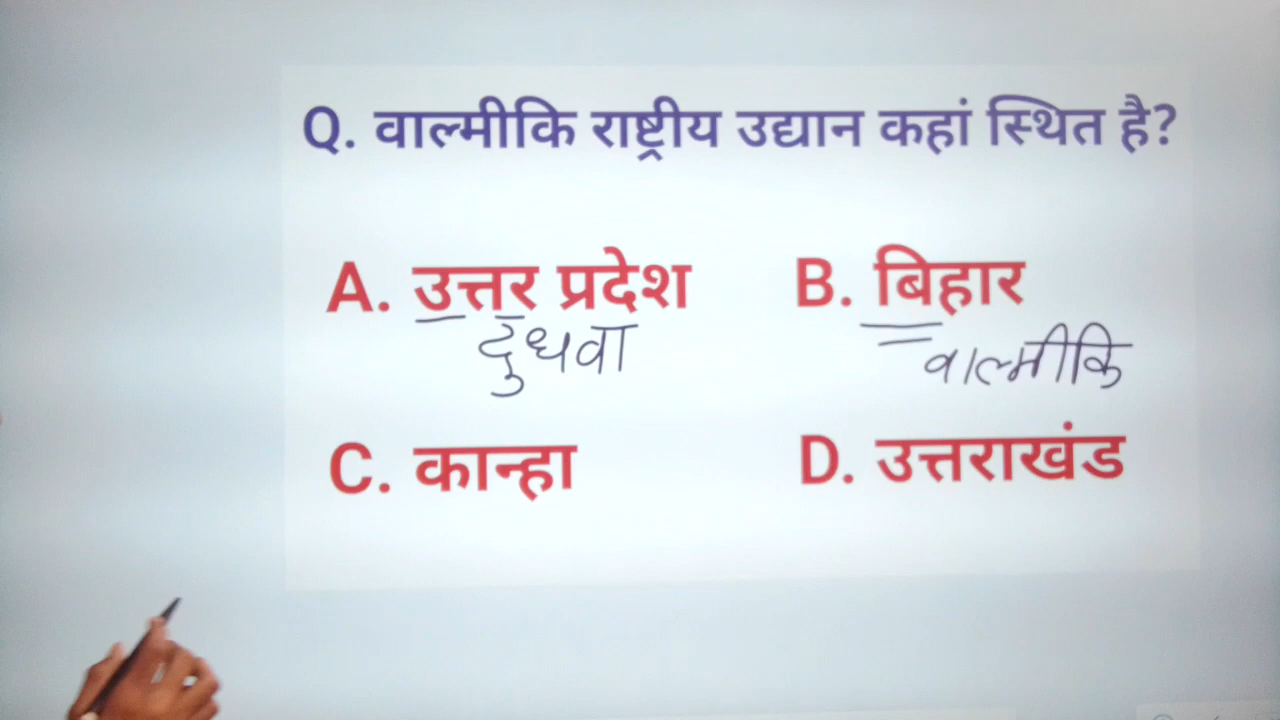 Q. वाल्मीकि राष्ट्रीय उद्यान कहां स्थित है?
A. उत्तर प्रदेश
B. बिहार
दुधवा
वाल्मीकि
C. कान्हा
D. उत्तराखंड